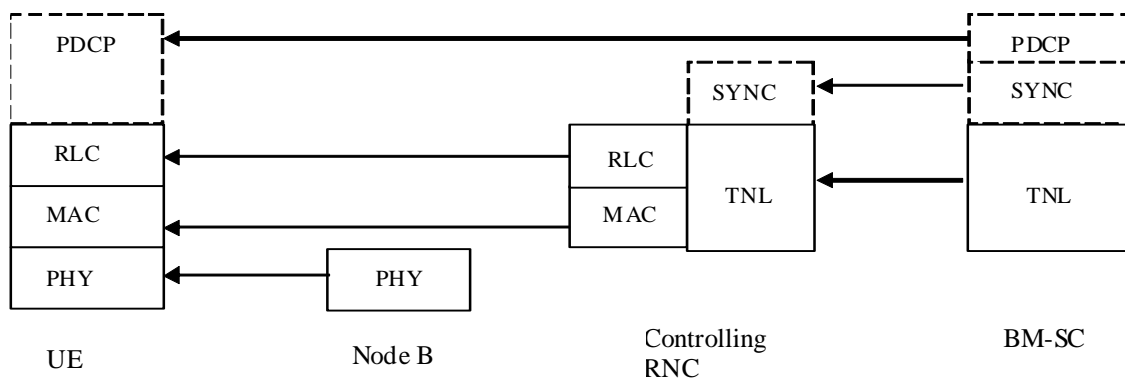 PDCP
PDCP
SYNC
SYNC
RLC
RLC
MAC
MAC
TNL
TNL
PHY
PHY
UE
Node B
Controlling
RNC
BM-SC